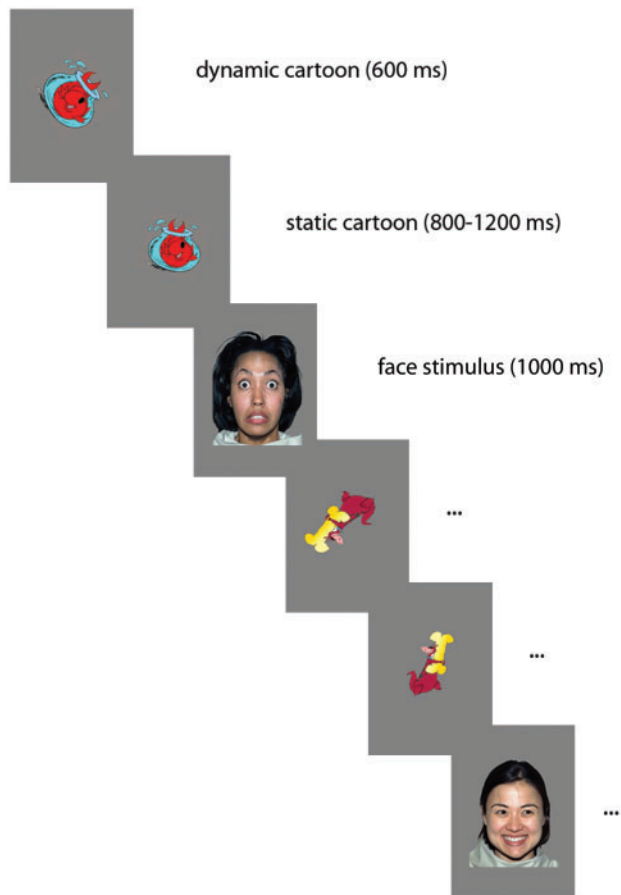 dynamic cartoon (600 ms)
static cartoon (800-1200 ms)
face stimulus (1000 ms)
...
...
...